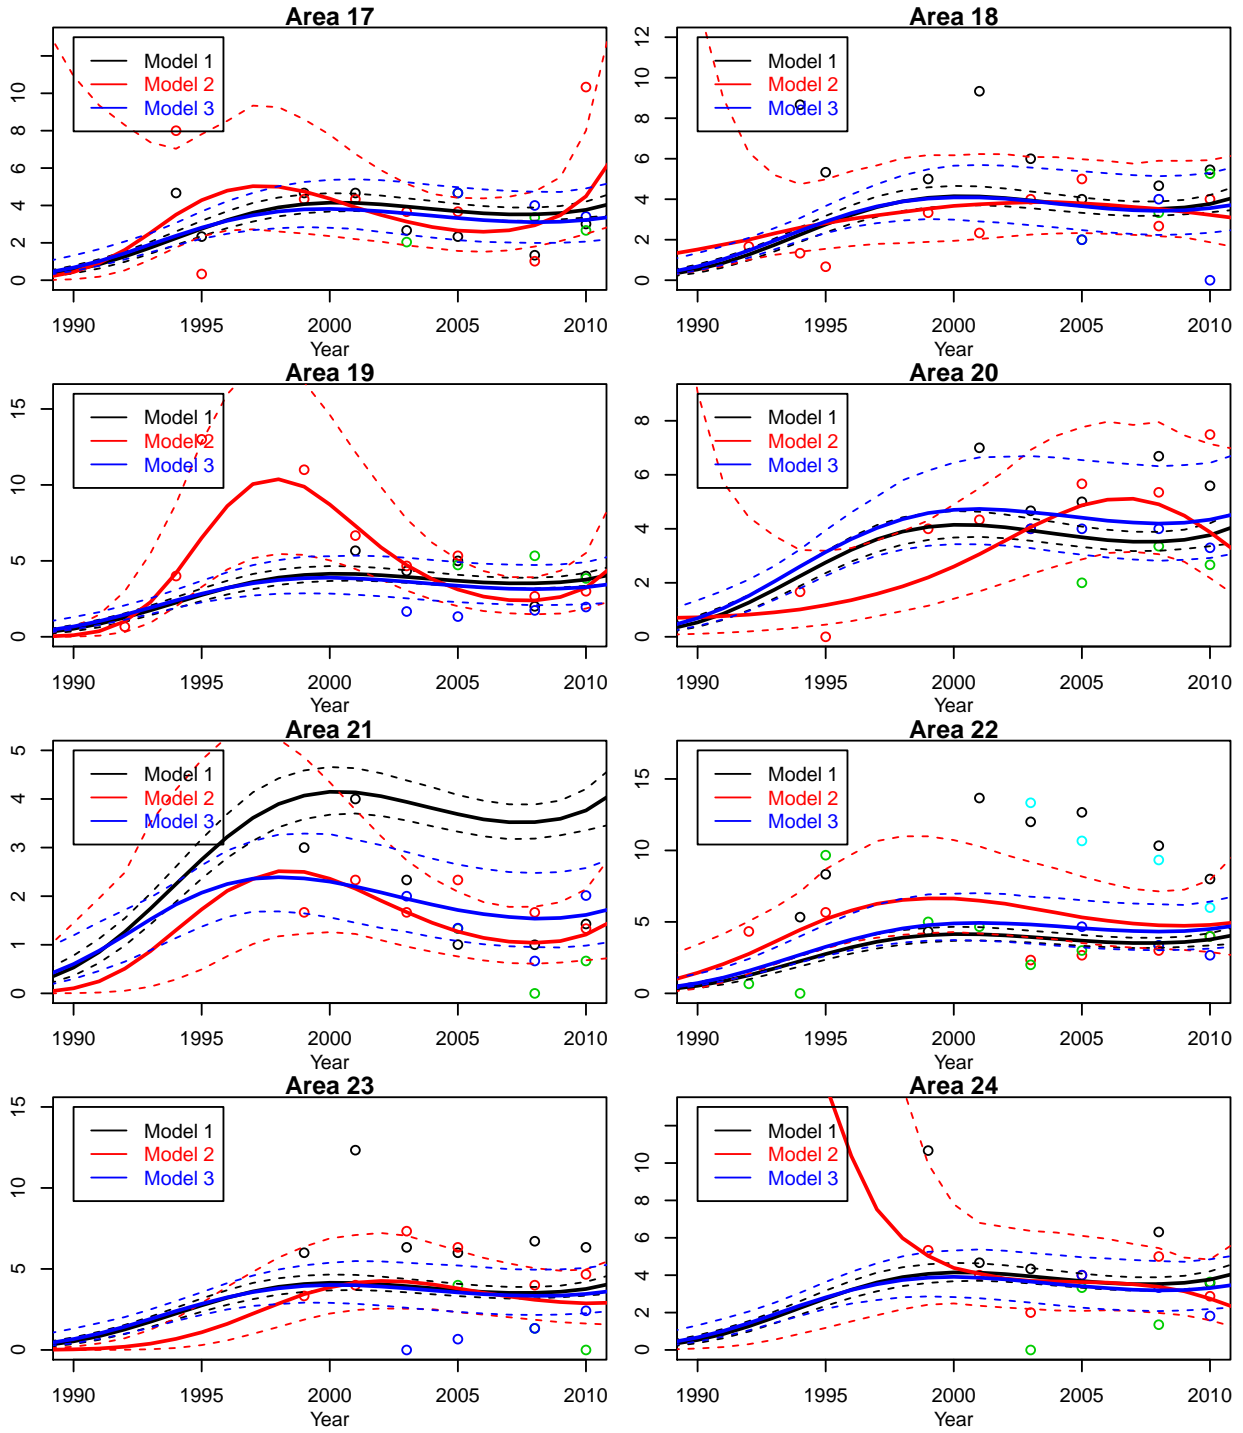 Area 17
Model 1
Model 2
Model 3
0 2 4 6 8 10
1990 1995 2000 2005 2010
Year
Area 18
Model 1
Model 2
Model 3
0 2 4 6 8 10 12
1990 1995 2000 2005 2010
Year
Area 19
Model 1
Model 2
Model 3
0 5 10 15
1990 1995 2000 2005 2010
Year
Area 20
Model 1
Model 2
Model 3
0 2 4 6 8
1990 1995 2000 2005 2010
Year
Area 21
Model 1
Model 2
Model 3
0 1 2 3 4 5
1990 1995 2000 2005 2010
Year
Area 22
Model 1
Model 2
Model 3
0 5 10 15
1990 1995 2000 2005 2010
Year
Area 23
Model 1
Model 2
Model 3
0 5 10 15
1990 1995 2000 2005 2010
Year
Area 24
Model 1
Model 2
Model 3
0 2 4 6 8 10
1990 1995 2000 2005 2010
Year